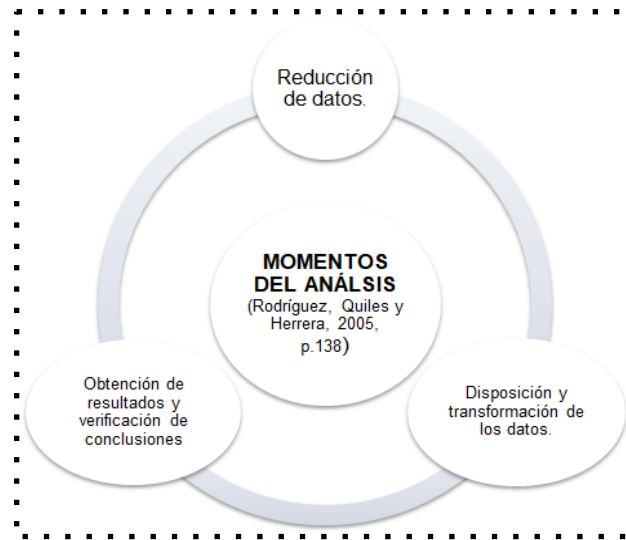 Reducción
de datos.
MOMENTOS
DEL ANÁLSIS
(Rodríguez, Quiles y
Herrera, 2005,
p.138)
Obtención de
resultados y
verificación de
conclusiones
Disposición y
transformación de
los datos.